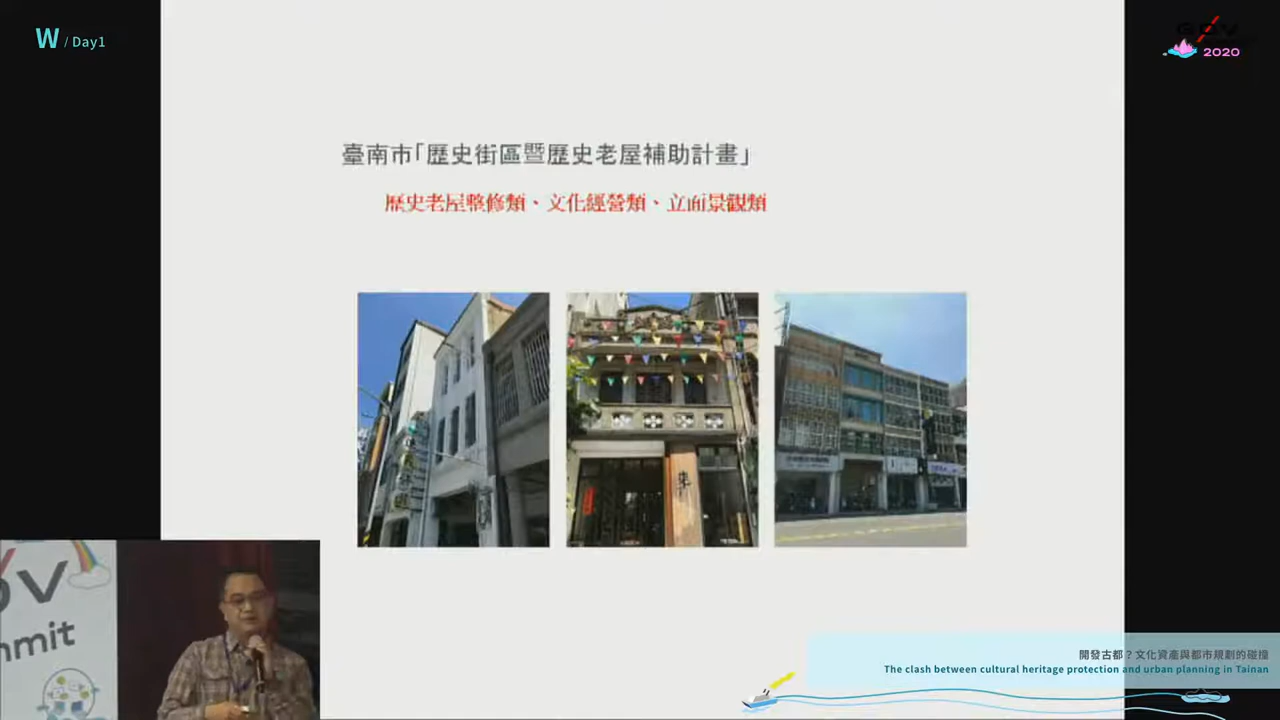 W / Day1
GOV
2020
臺南市「歷史街區暨歷史老屋補助計畫」
歷史老屋整修類、文化經營類、立面景觀類
ov
mmit
開發古都？文化資產與都市規劃的碰撞
The clash between cultural heritage protection and urban planning in Tainan